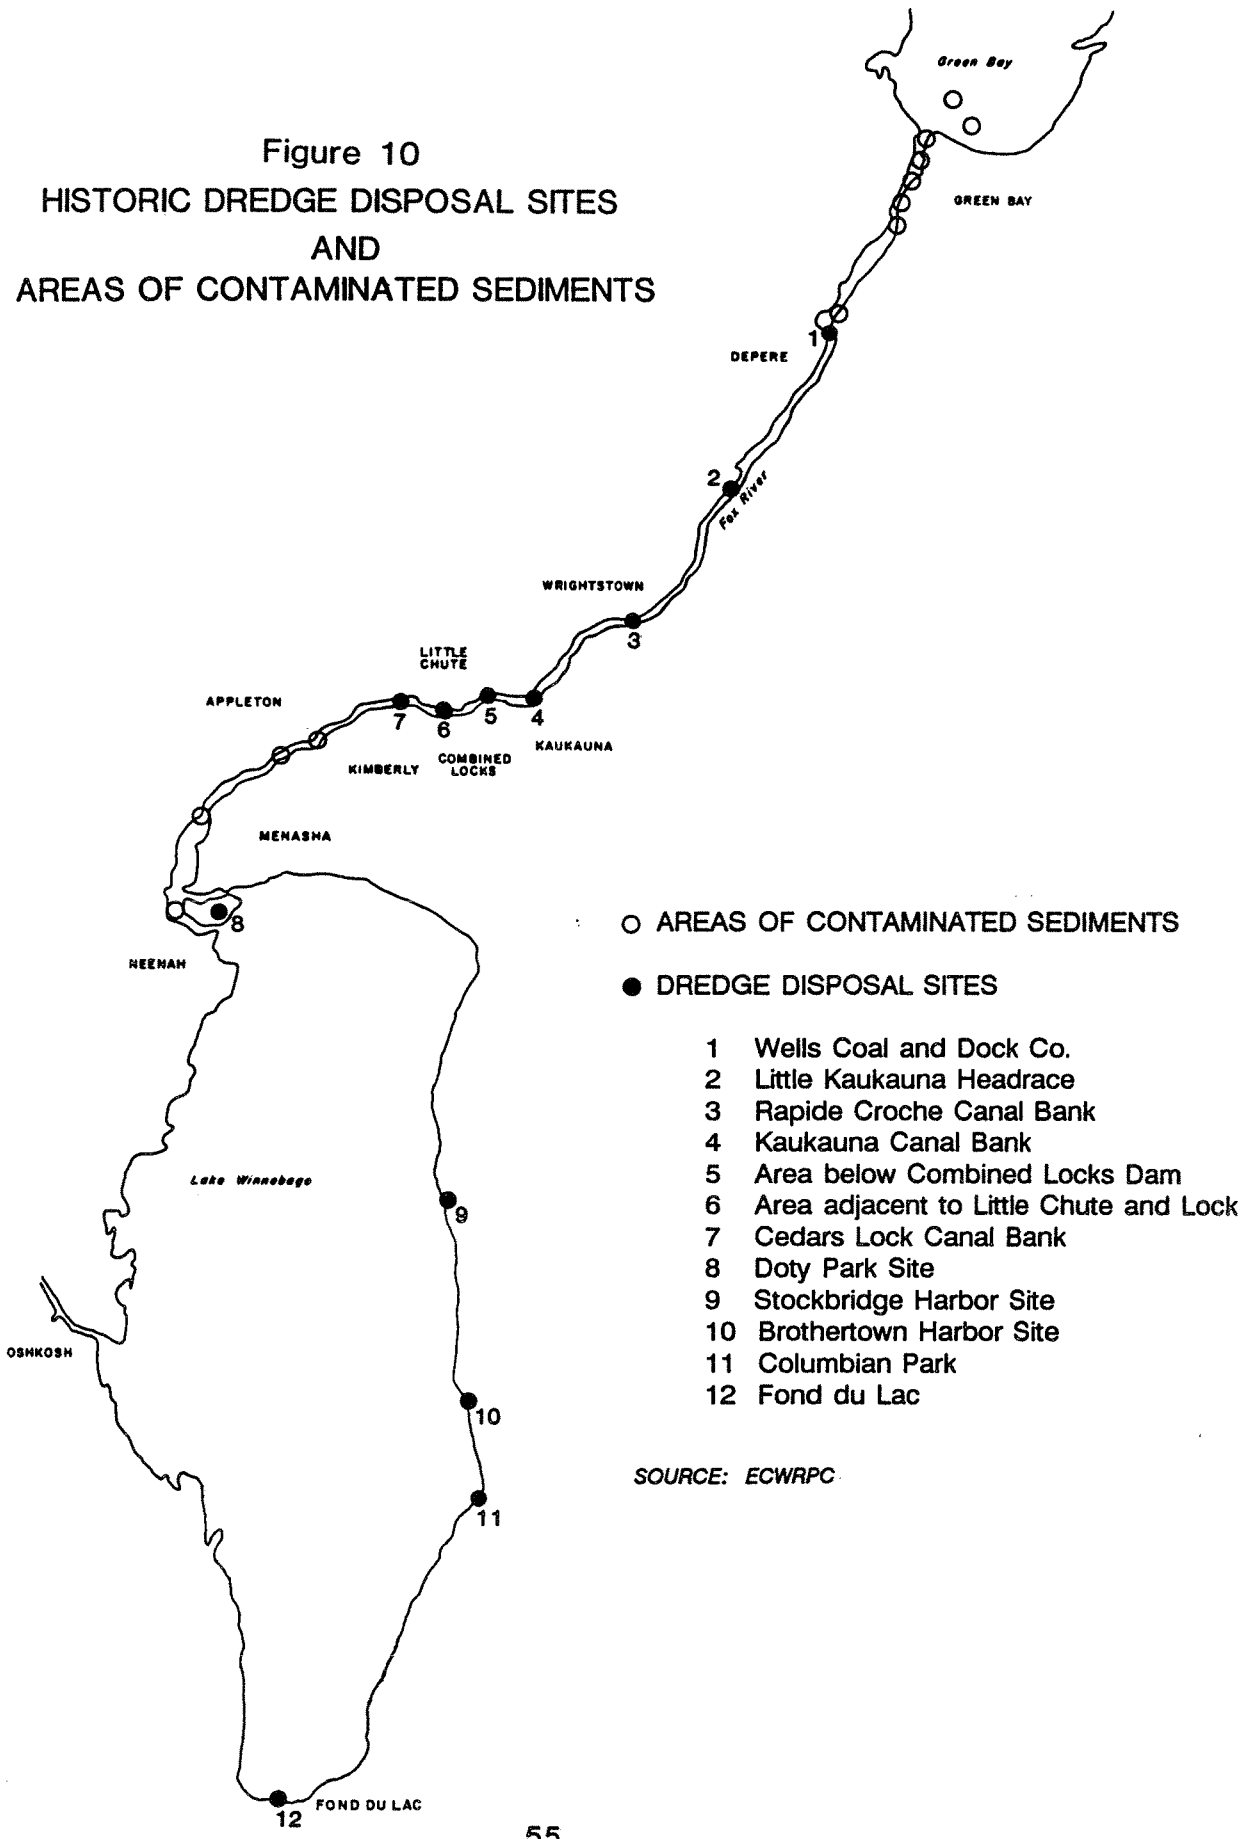 Figure 10
HISTORIC DREDGE DISPOSAL SITES
AND
AREAS OF CONTAMINATED SEDIMENTS
Green Bay
GREEN BAY
1
DEPERE
2
Fox River
WRIGHTSTOWN
3
LITTLE
CHUTE
APPLETON
7
6
5
4
KAUKAUNA
KIMBERLY
COMBINED
LOCKS
MENASHA
8
NEENAH
○ AREAS OF CONTAMINATED SEDIMENTS
● DREDGE DISPOSAL SITES
1 Wells Coal and Dock Co.
2 Little Kaukauna Headrace
3 Rapide Croche Canal Bank
4 Kaukauna Canal Bank
5 Area below Combined Locks Dam
6 Area adjacent to Little Chute and Lock
7 Cedars Lock Canal Bank
8 Doty Park Site
9 Stockbridge Harbor Site
10 Brothertown Harbor Site
11 Columbian Park
12 Fond du Lac
Lake Winnebago
9
OSHKOSH
10
SOURCE: ECWRPC
11
12
FOND DU LAC
55